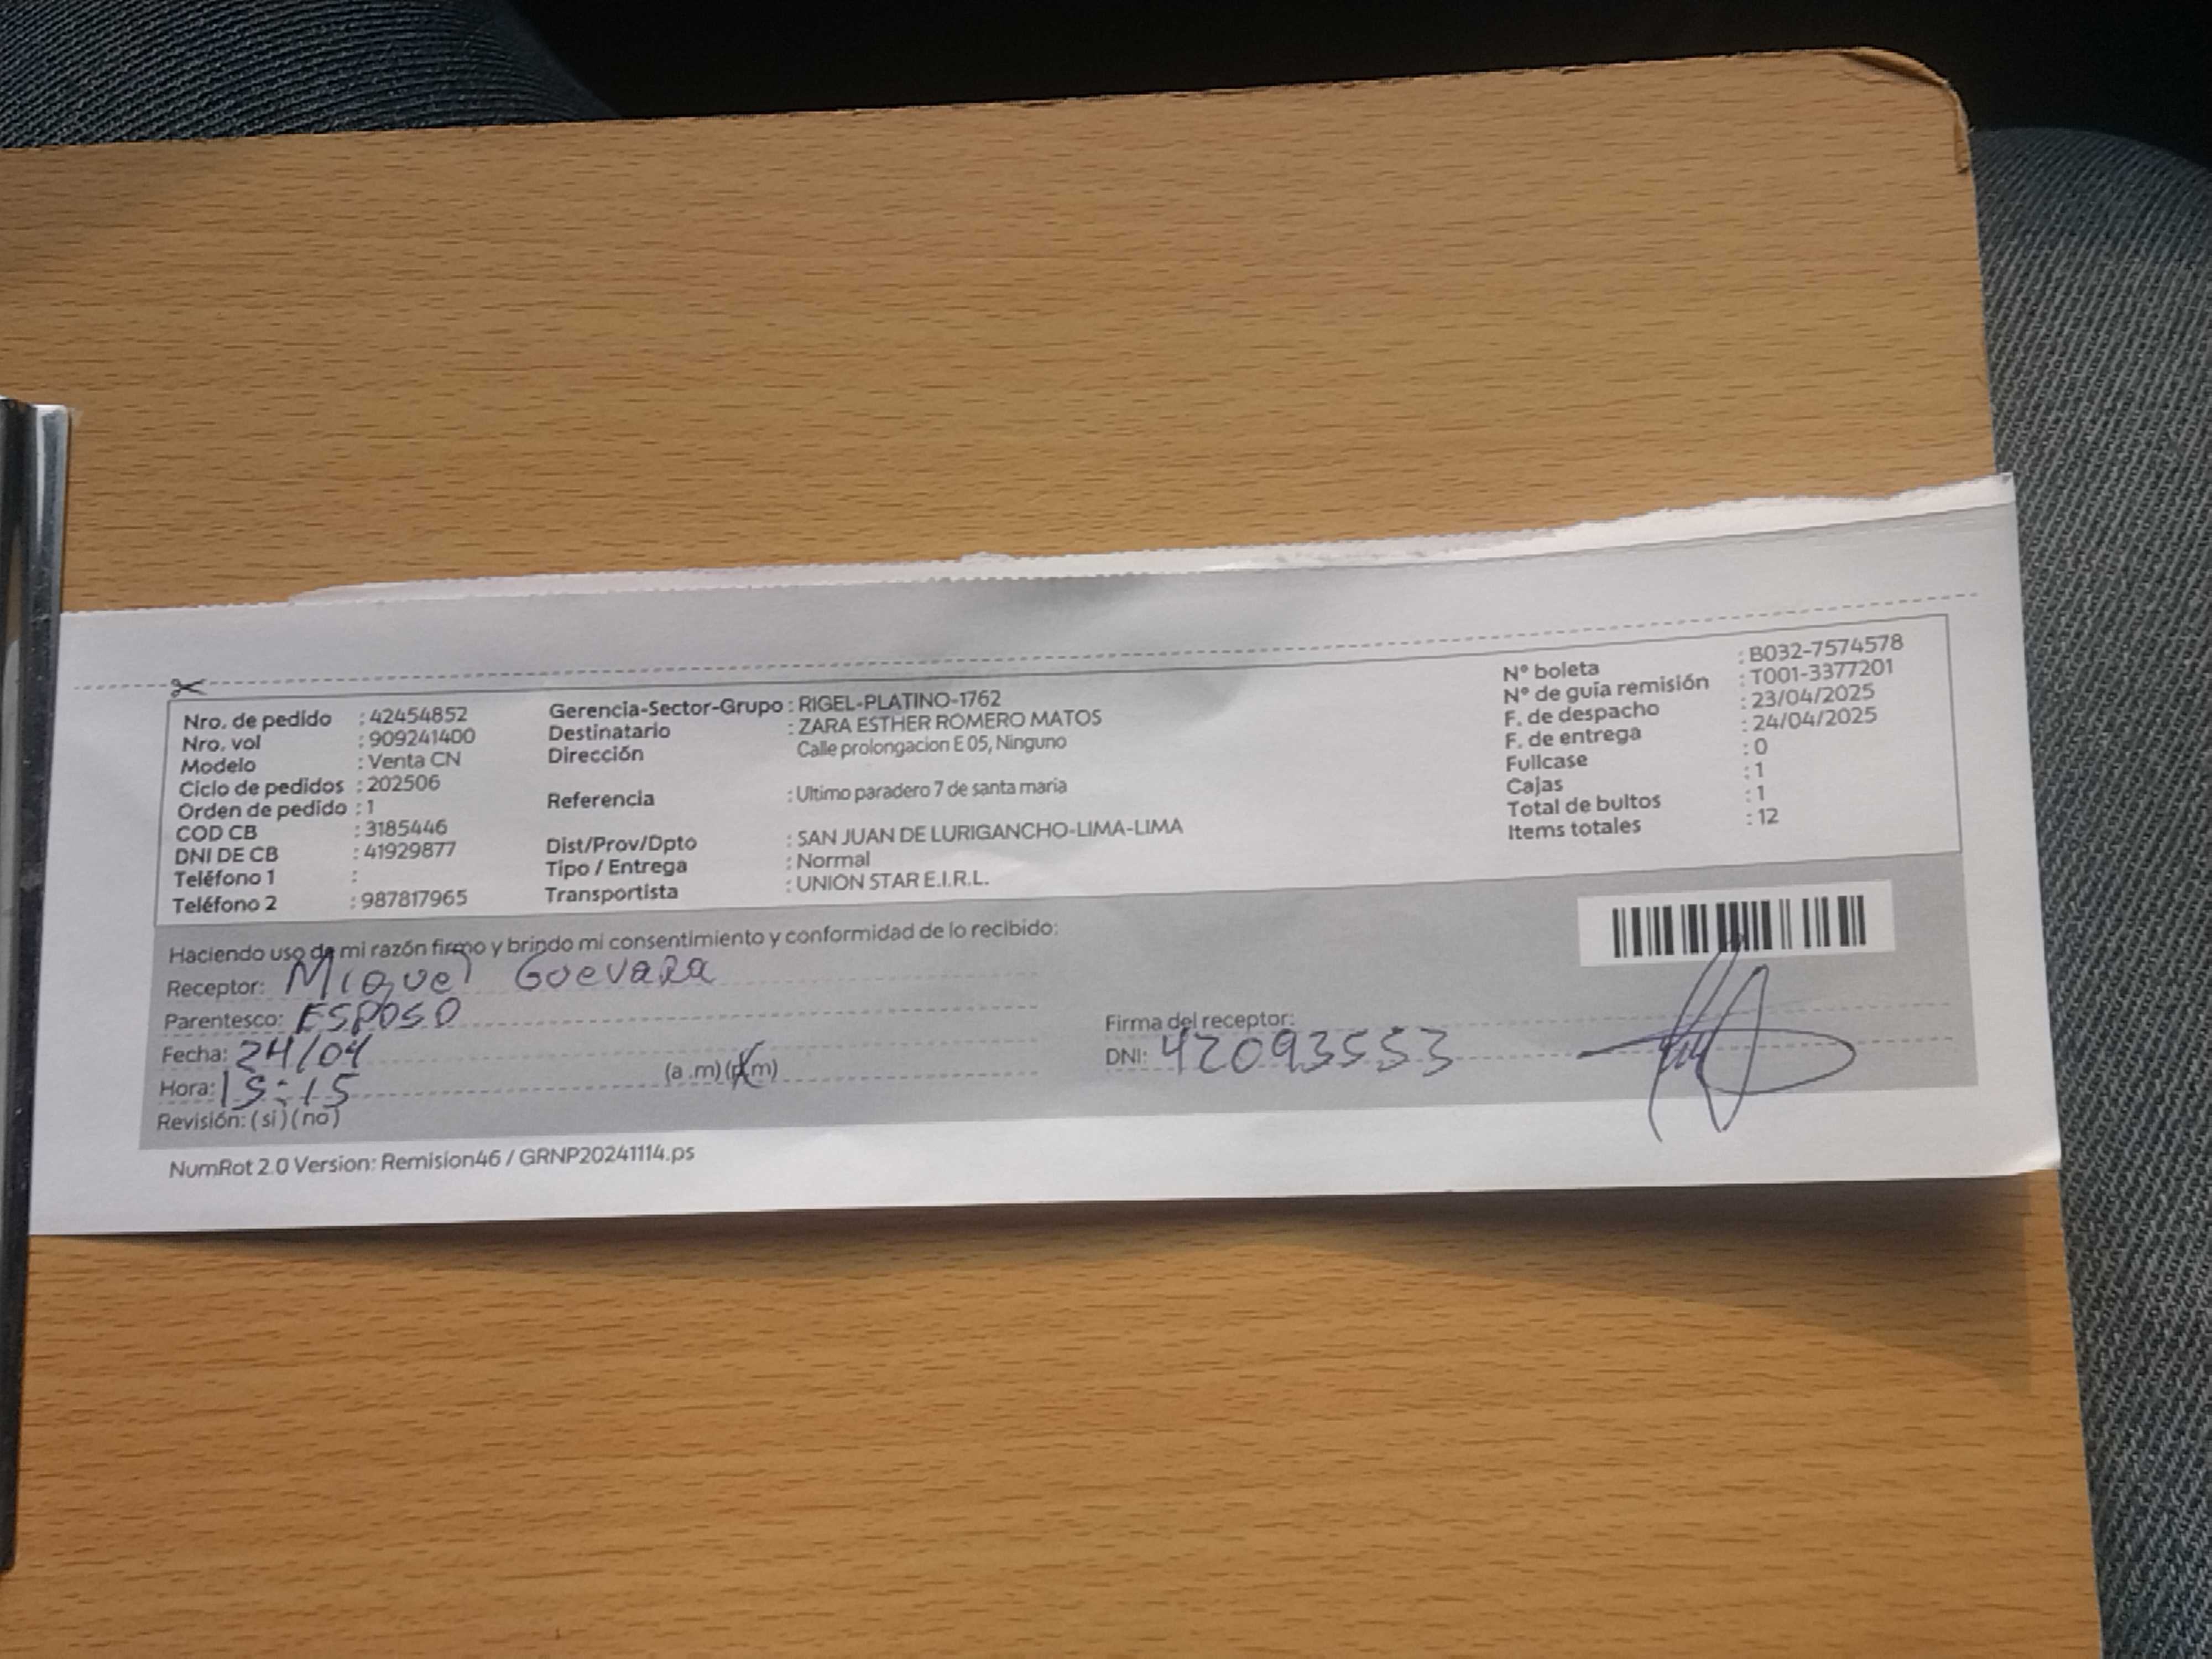 Nro. de pedido : 42454852
Nro. vol : 909241400
Modelo : Venta CN
Ciclo de pedidos : 202506
Orden de pedido : 1
COD CB : 3185446
DNI DE CB : 41929877
Teléfono 1 :
Teléfono 2 : 987817965
Gerencia-Sector-Grupo : RIGEL-PLATINO-1762
Destinatario : ZARA ESTHER ROMERO MATOS
Dirección Calle prolongacion E 05, Ninguno
Referencia : Ultimo paradero 7 de santa maria
Dist/Prov/Dpto : SAN JUAN DE LURIGANCHO-LIMA-LIMA
Tipo / Entrega : Normal
Transportista : UNION STAR E.I.R.L.
Nº boleta : B032-7574578
Nº de guía remisión : T001-3377201
F. de despacho : 23/04/2025
F. de entrega : 24/04/2025
Fullcase : 0
Cajas : 1
Total de bultos : 1
Items totales : 12
Haciendo uso de mi razón firmo y brindo mi consentimiento y conformidad de lo recibido:
Receptor: Miguel Guevara
Parentesco: ESPOSO
Fecha: 24/04
Hora: 15:15 (a .m) (p.m)
Revisión: (si) (no)
Firma del receptor:
DNI: 42093553
NumRot 2.0 Version: Remision46 / GRNP20241114.ps